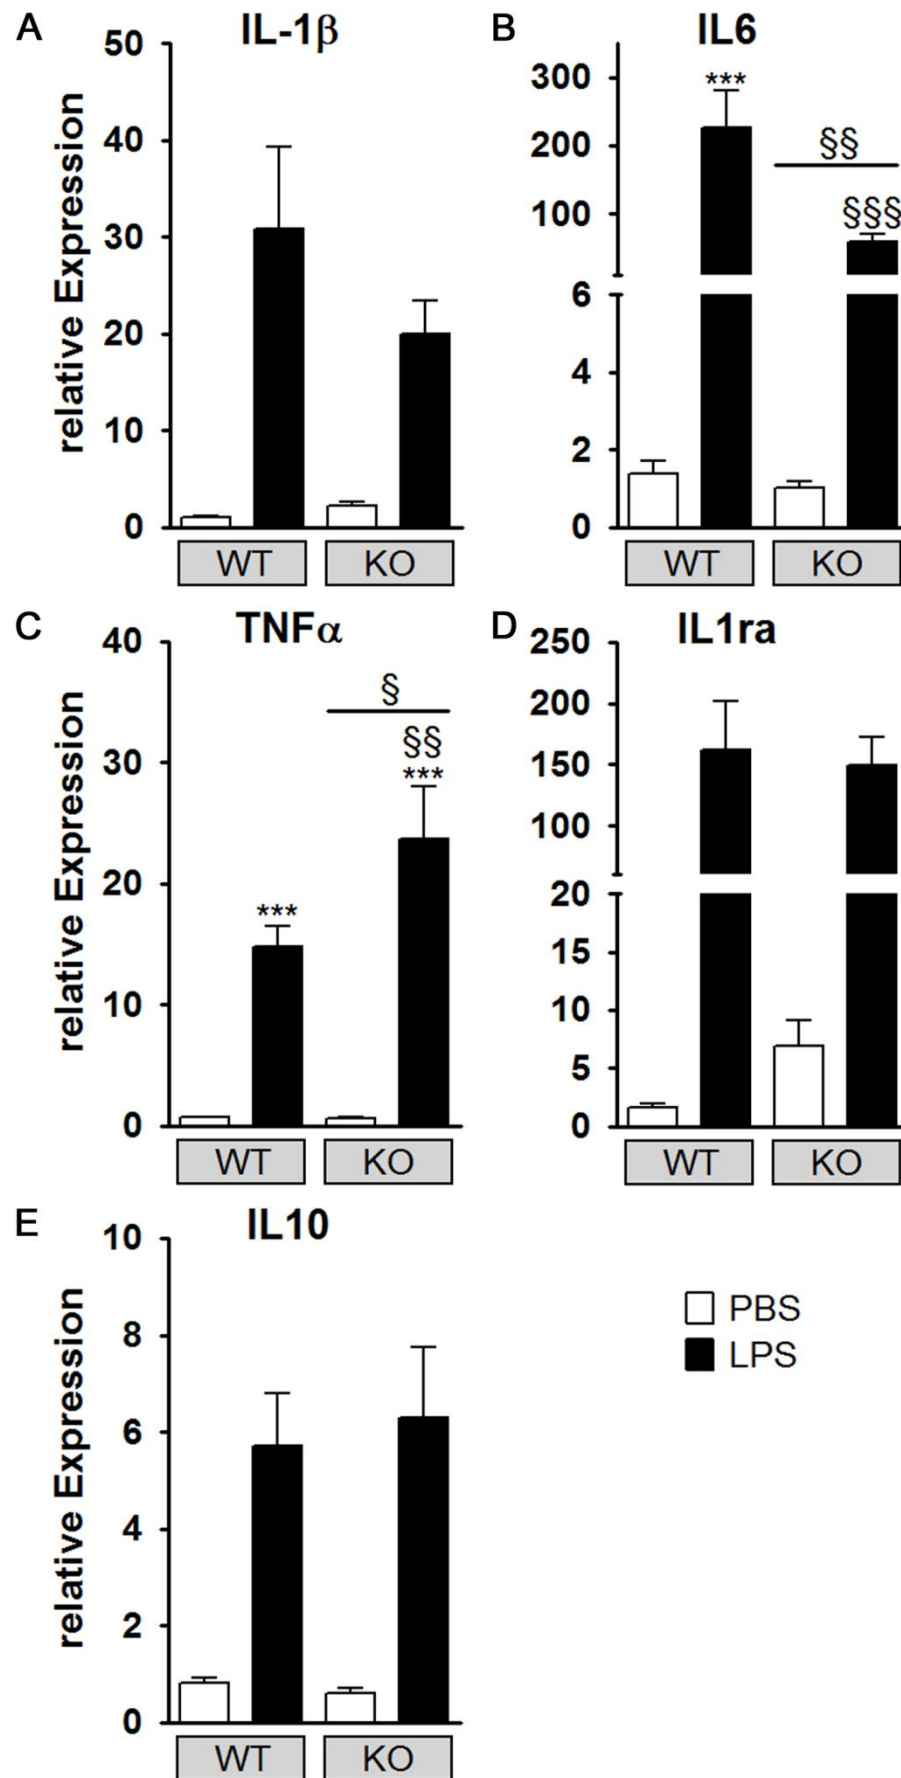 A
IL-1β
50
40
30
20
10
0
relative Expression
WT
KO
B
IL6
300
200
100
6
4
2
0
***
§§
§§§
WT
KO
C
TNFα
40
30
20
10
0
relative Expression
***
§
§§
***
WT
KO
D
IL1ra
250
200
150
100
20
15
10
5
0
WT
KO
E
IL10
10
8
6
4
2
0
relative Expression
WT
KO
PBS
LPS